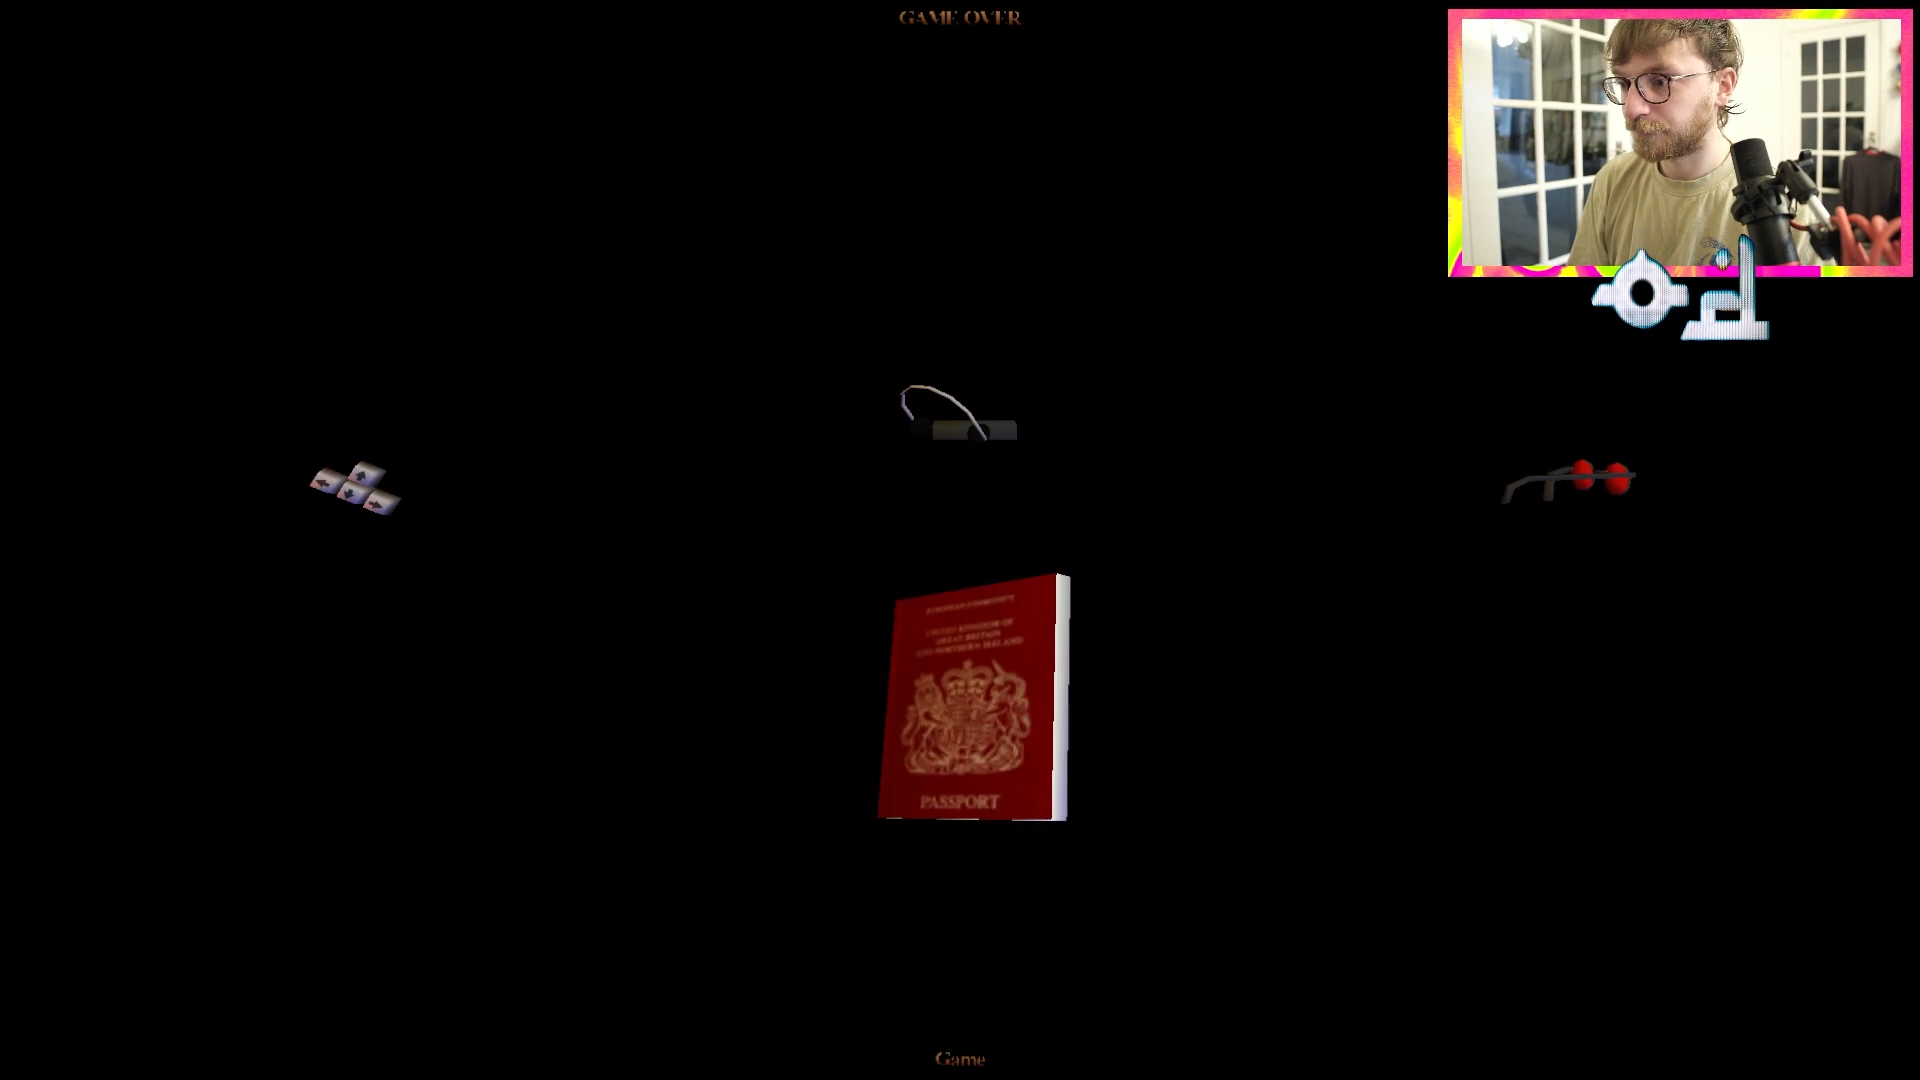 GAME OVER
EUROPEAN COMMUNITY
UNITED KINGDOM OF
GREAT BRITAIN
AND NORTHERN IRELAND
PASSPORT
Game